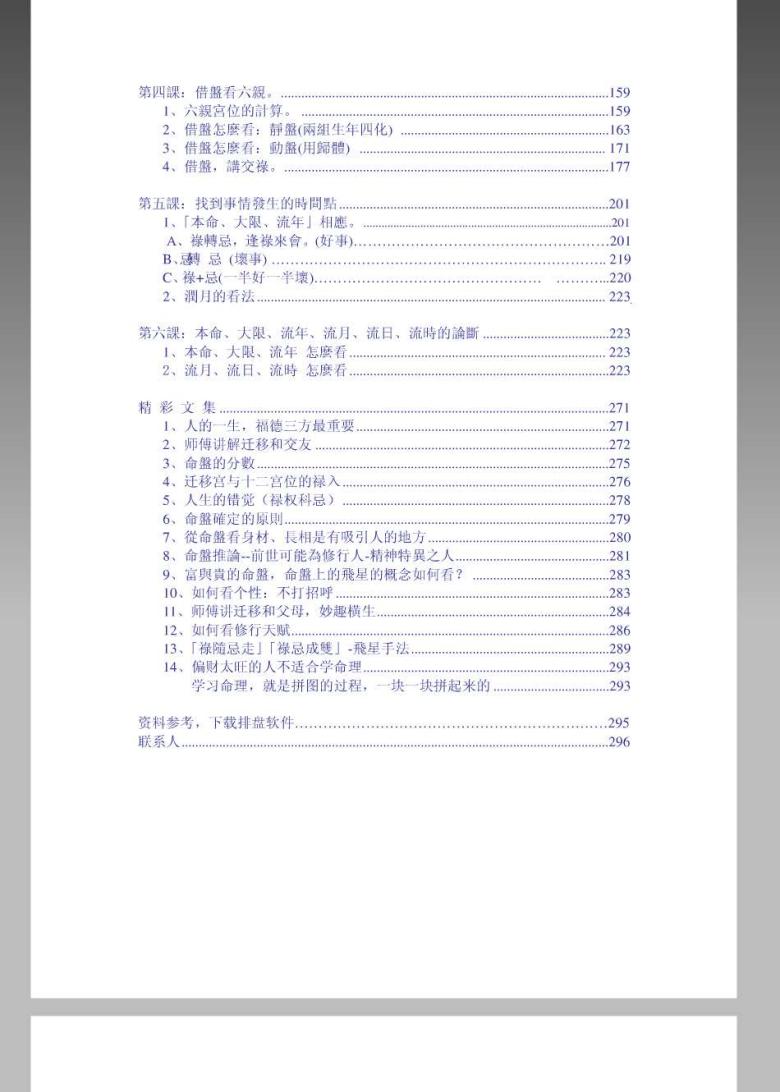 第四課：借盤看六親。...............159
1、六親宮位的計算。...............159
2、借盤怎麼看：靜盤(兩組生年四化)...............163
3、借盤怎麼看：動盤(用歸體)...............171
4、借盤，講交祿。...............177
第五課：找到事情發生的時間點...............201
1、「本命、大限、流年」相應。...............201
A、祿轉忌，逢祿來會。(好事)...............201
B、忌轉 忌 (壞事)...............219
C、祿+忌(一半好一半壞)...............220
2、潤月的看法...............223
第六課：本命、大限、流年、流月、流日、流時的論斷...............223
1、本命、大限、流年 怎麼看...............223
2、流月、流日、流時 怎麼看...............223
精 彩 文 集...............271
1、人的一生，福德三方最重要...............271
2、师傅讲解迁移和交友...............272
3、命盤的分數...............275
4、迁移宫与十二宫位的禄入...............276
5、人生的错觉（禄权科忌）...............278
6、命盤確定的原則...............279
7、從命盤看身材、長相是有吸引人的地方...............280
8、命盤推論--前世可能為修行人-精神特異之人...............281
9、富與貴的命盤，命盤上的飛星的概念如何看？...............283
10、如何看个性：不打招呼...............283
11、师傅讲迁移和父母，妙趣横生...............284
12、如何看修行天赋...............286
13、「祿隨忌走」「祿忌成雙」-飛星手法...............289
14、偏财太旺的人不适合学命理...............293
学习命理，就是拼图的过程，一块一块拼起来的...............293
资料参考，下载排盘软件...............295
联系人...............296